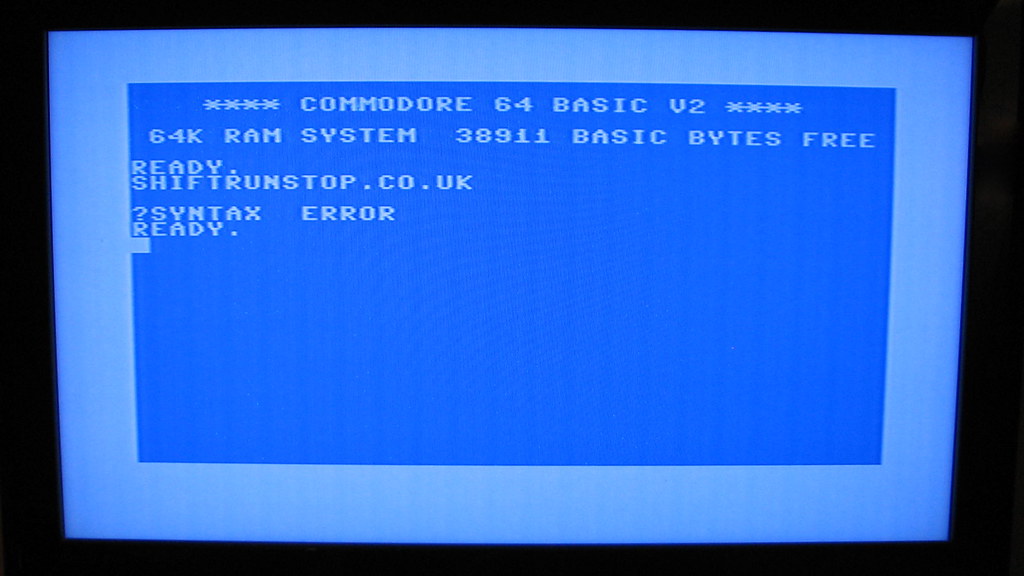 **** COMMODORE 64 BASIC V2 ****
64K RAM SYSTEM  38911 BASIC BYTES FREE
READY.
SHIFTRUNSTOP.CO.UK
?SYNTAX  ERROR
READY.